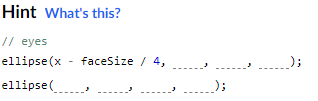 Hint What's this?
// eyes
ellipse(x - faceSize / 4, _____, _____, _____);
ellipse(_____, _____, _____, _____);